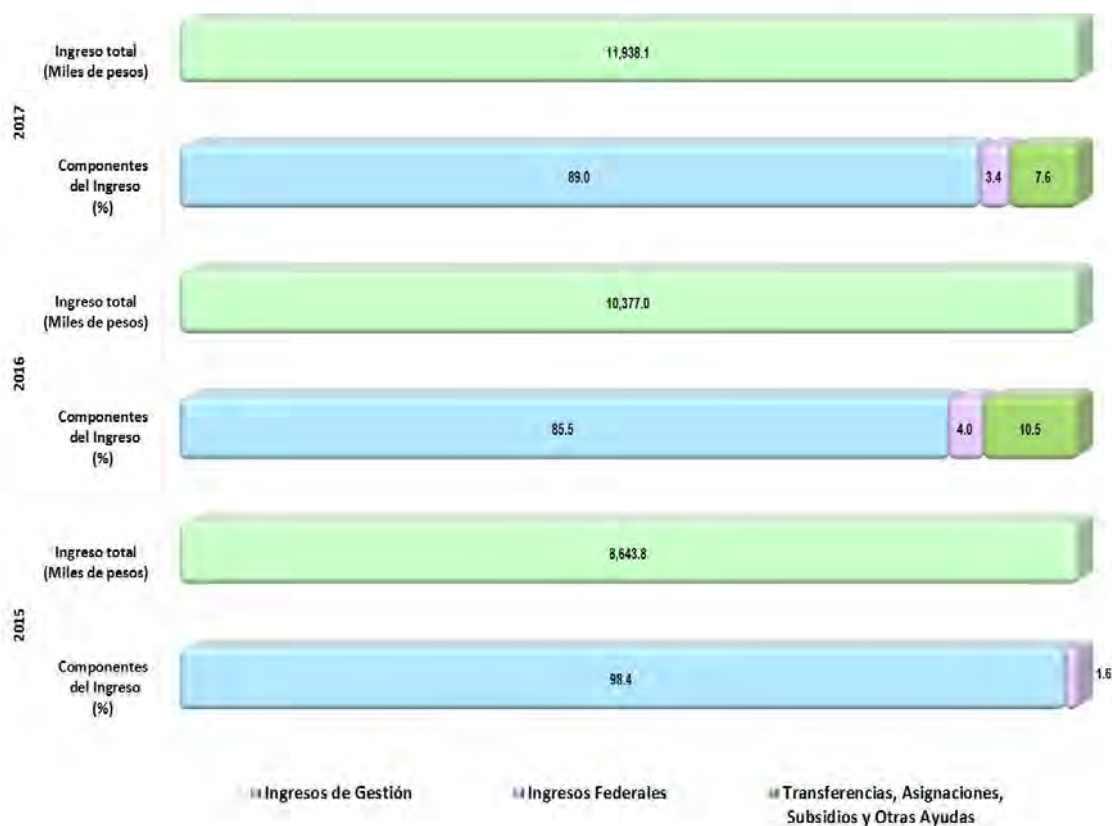 2017
Ingreso total
(Miles de pesos)
11,938.1
Componentes
del Ingreso
(%)
89.0
3.4
7.6
2016
Ingreso total
(Miles de pesos)
10,377.0
Componentes
del Ingreso
(%)
85.5
4.0
10.5
2015
Ingreso total
(Miles de pesos)
8,643.8
Componentes
del Ingreso
(%)
98.4
1.6
Ingresos de Gestión
Ingresos Federales
Transferencias, Asignaciones,
Subsidios y Otras Ayudas